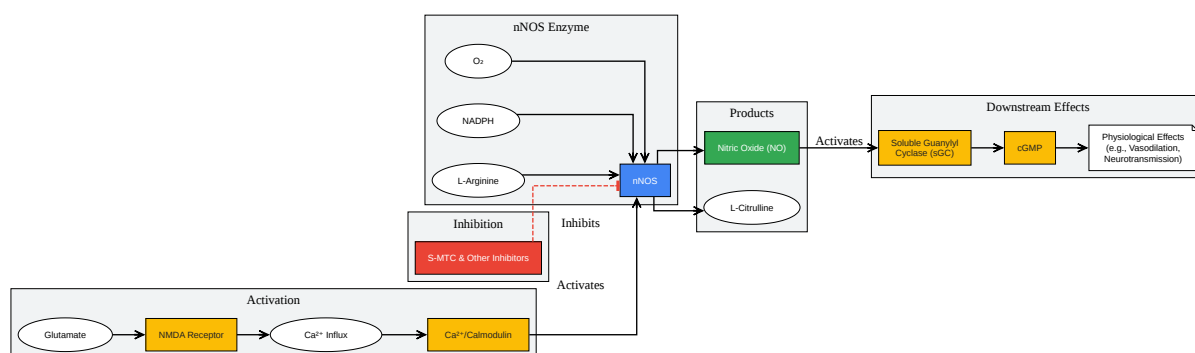 nNOS Enzyme
O₂
NADPH
L-Arginine
nNOS
Products
Nitric Oxide (NO)
L-Citrulline
Activates
Downstream Effects
Soluble Guanylyl
Cyclase (sGC)
cGMP
Physiological Effects
(e.g., Vasodilation,
Neurotransmission)
Inhibition
Inhibits
S-MTC & Other Inhibitors
Activates
Activation
Glutamate
NMDA Receptor
Ca²⁺ Influx
Ca²⁺/Calmodulin